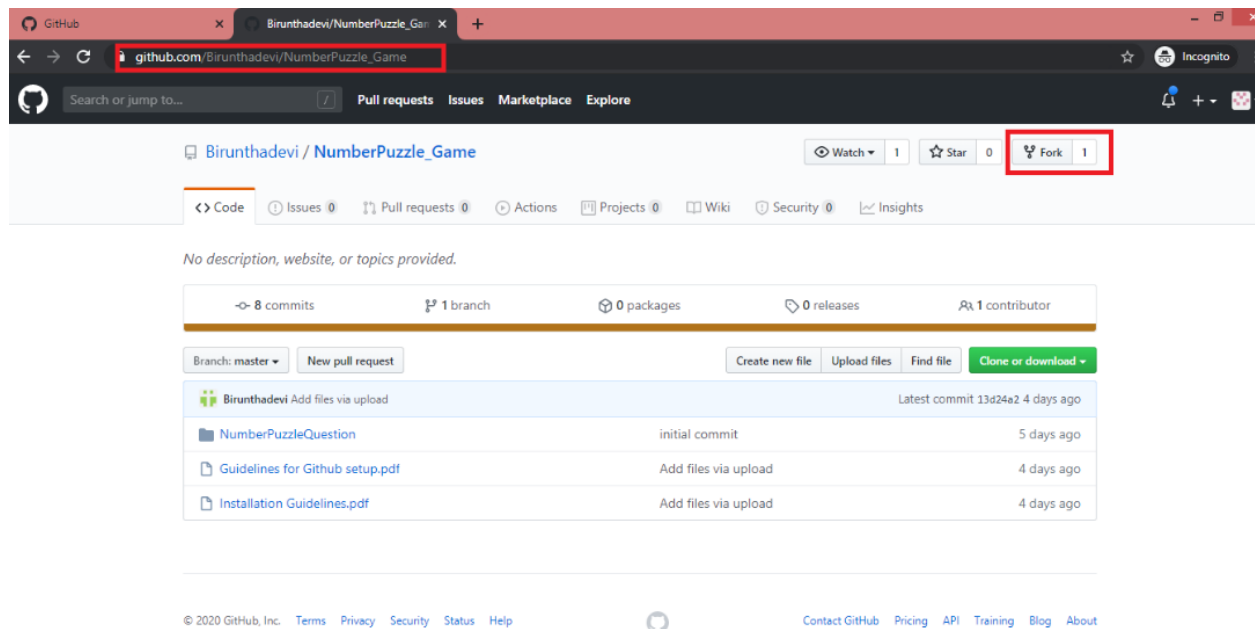 GitHub
Birunthadevi/NumberPuzzle_Gam
github.com/Birunthadevi/NumberPuzzle_Game
Incognito
Search or jump to...
/
Pull requests Issues Marketplace Explore
Birunthadevi / NumberPuzzle_Game
Watch 1 Star 0 Fork 1
Code Issues 0 Pull requests 0 Actions Projects 0 Wiki Security 0 Insights
No description, website, or topics provided.
8 commits 1 branch 0 packages 0 releases 1 contributor
Branch: master New pull request Create new file Upload files Find file Clone or download
Birunthadevi Add files via upload Latest commit 13d24a2 4 days ago
NumberPuzzleQuestion initial commit 5 days ago
Guidelines for Github setup.pdf Add files via upload 4 days ago
Installation Guidelines.pdf Add files via upload 4 days ago
© 2020 GitHub, Inc. Terms Privacy Security Status Help Contact GitHub Pricing API Training Blog About